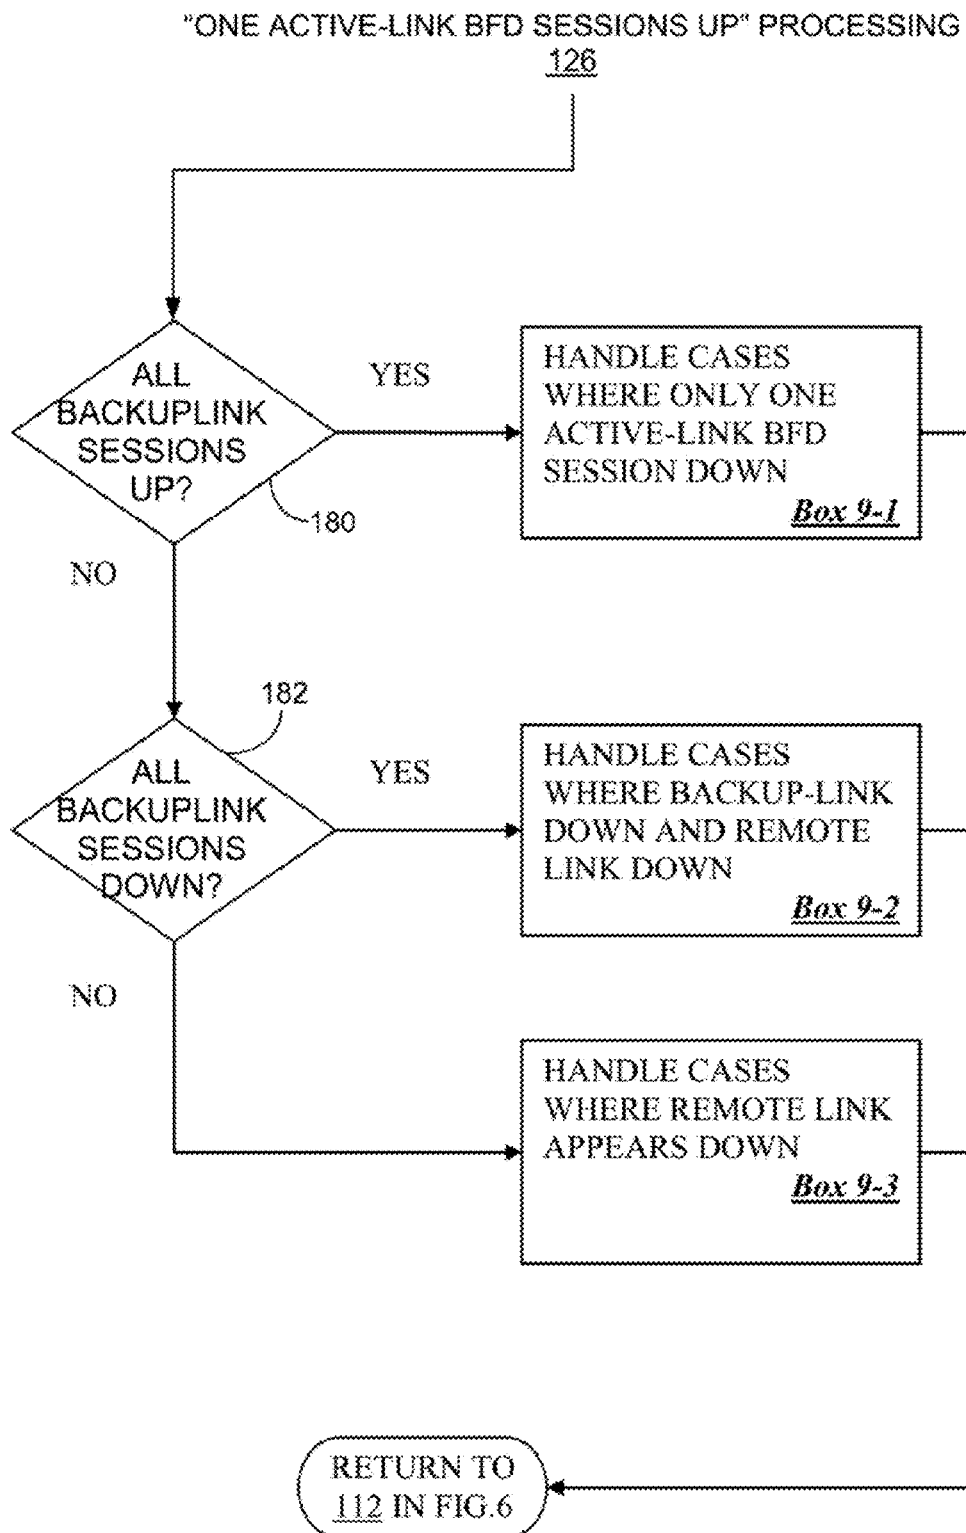 "ONE ACTIVE-LINK BFD SESSIONS UP" PROCESSING
126
ALL
BACKUPLINK
SESSIONS
UP?
180
YES
NO
HANDLE CASES
WHERE ONLY ONE
ACTIVE-LINK BFD
SESSION DOWN
Box 9-1
182
ALL
BACKUPLINK
SESSIONS
DOWN?
YES
NO
HANDLE CASES
WHERE BACKUP-LINK
DOWN AND REMOTE
LINK DOWN
Box 9-2
HANDLE CASES
WHERE REMOTE LINK
APPEARS DOWN
Box 9-3
RETURN TO
112 IN FIG.6